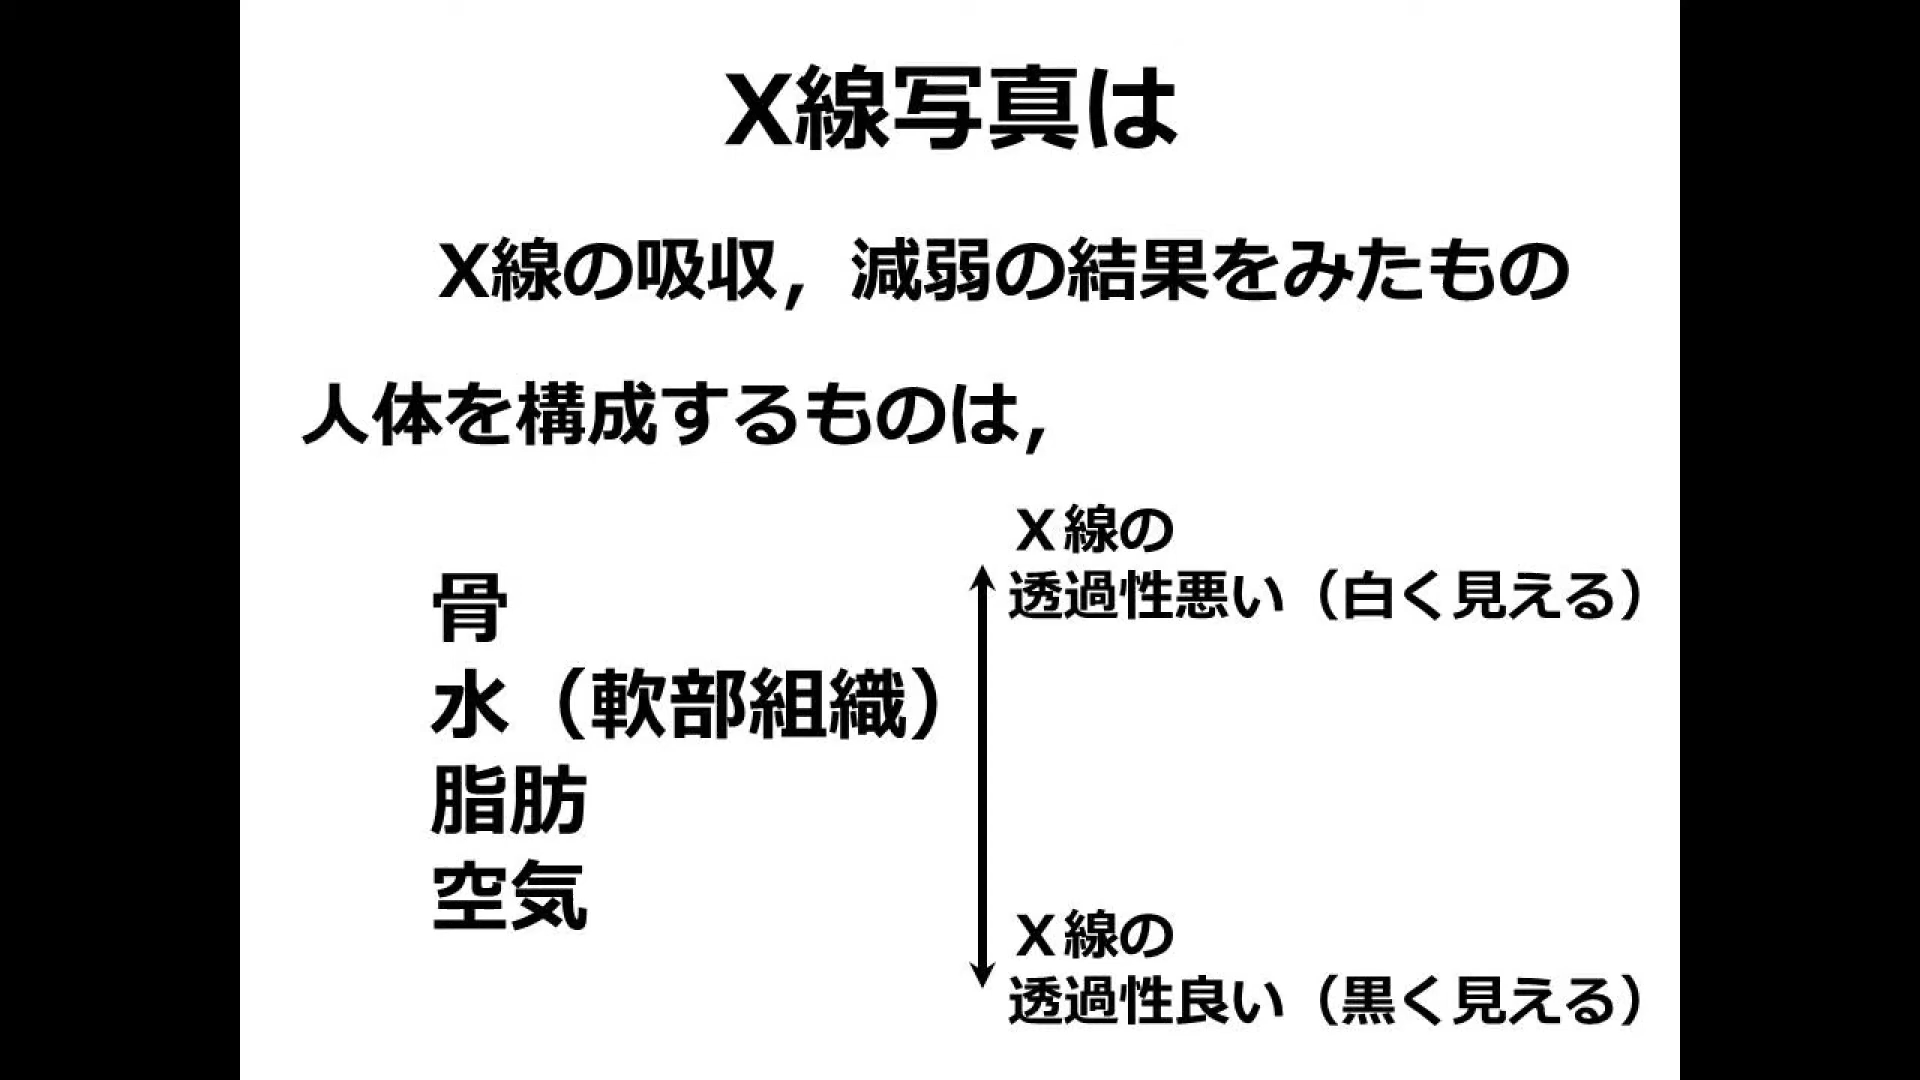 X線写真は
X線の吸収，減弱の結果をみたもの
人体を構成するものは，
骨
水（軟部組織）
脂肪
空気
Ｘ線の
透過性悪い（白く見える）
Ｘ線の
透過性良い（黒く見える）